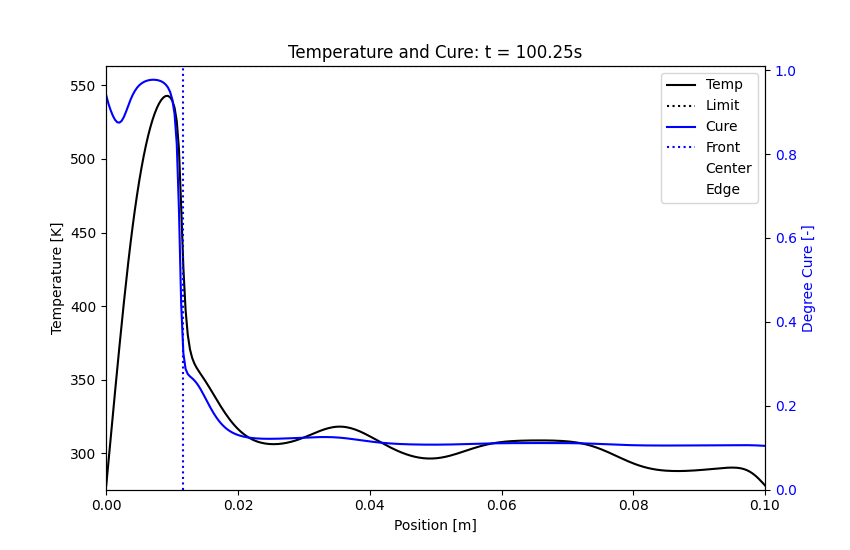 Temperature and Cure: t = 100.25s
Temp
Limit
Cure
Front
Center
Edge
Temperature [K]
550
500
450
400
350
300
1.0
0.8
0.6
0.4
0.2
0.0
Degree Cure [-]
0.00
0.02
0.04
0.06
0.08
0.10
Position [m]